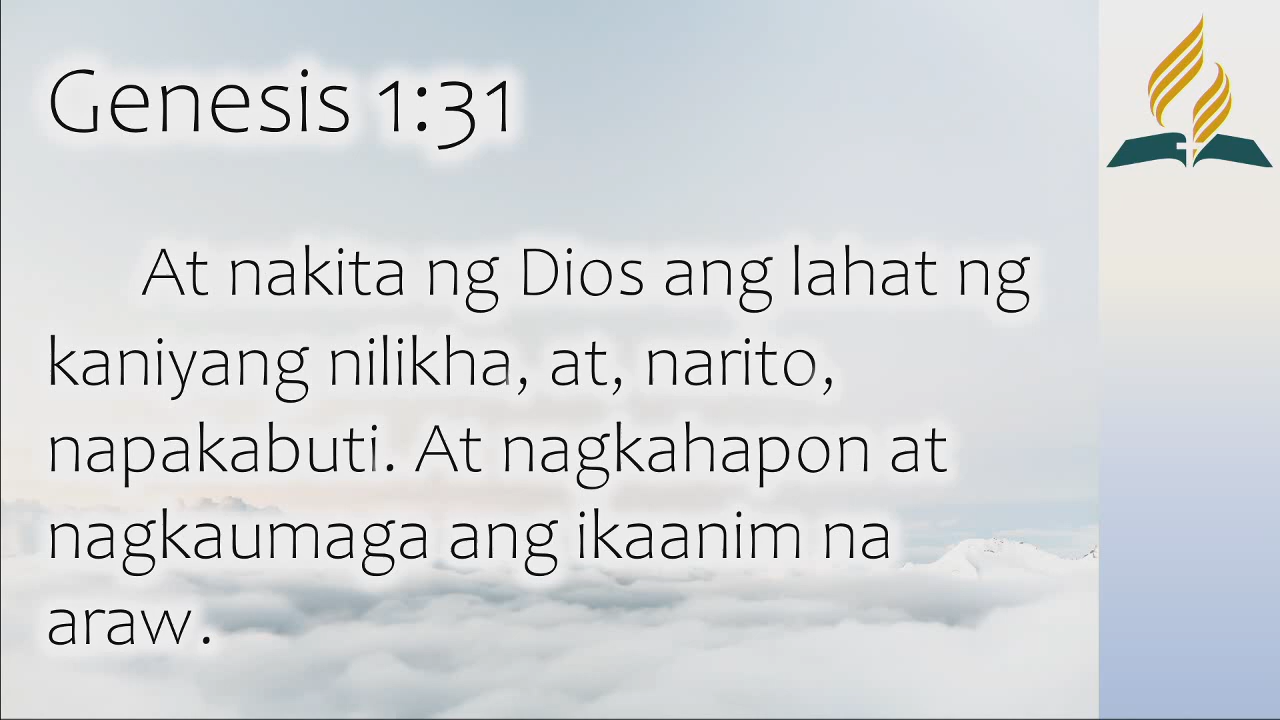 Genesis 1:31
At nakita ng Dios ang lahat ng
kaniyang nilikha, at, narito,
napakabuti. At nagkahapon at
nagkaumaga ang ikaanim na
araw.